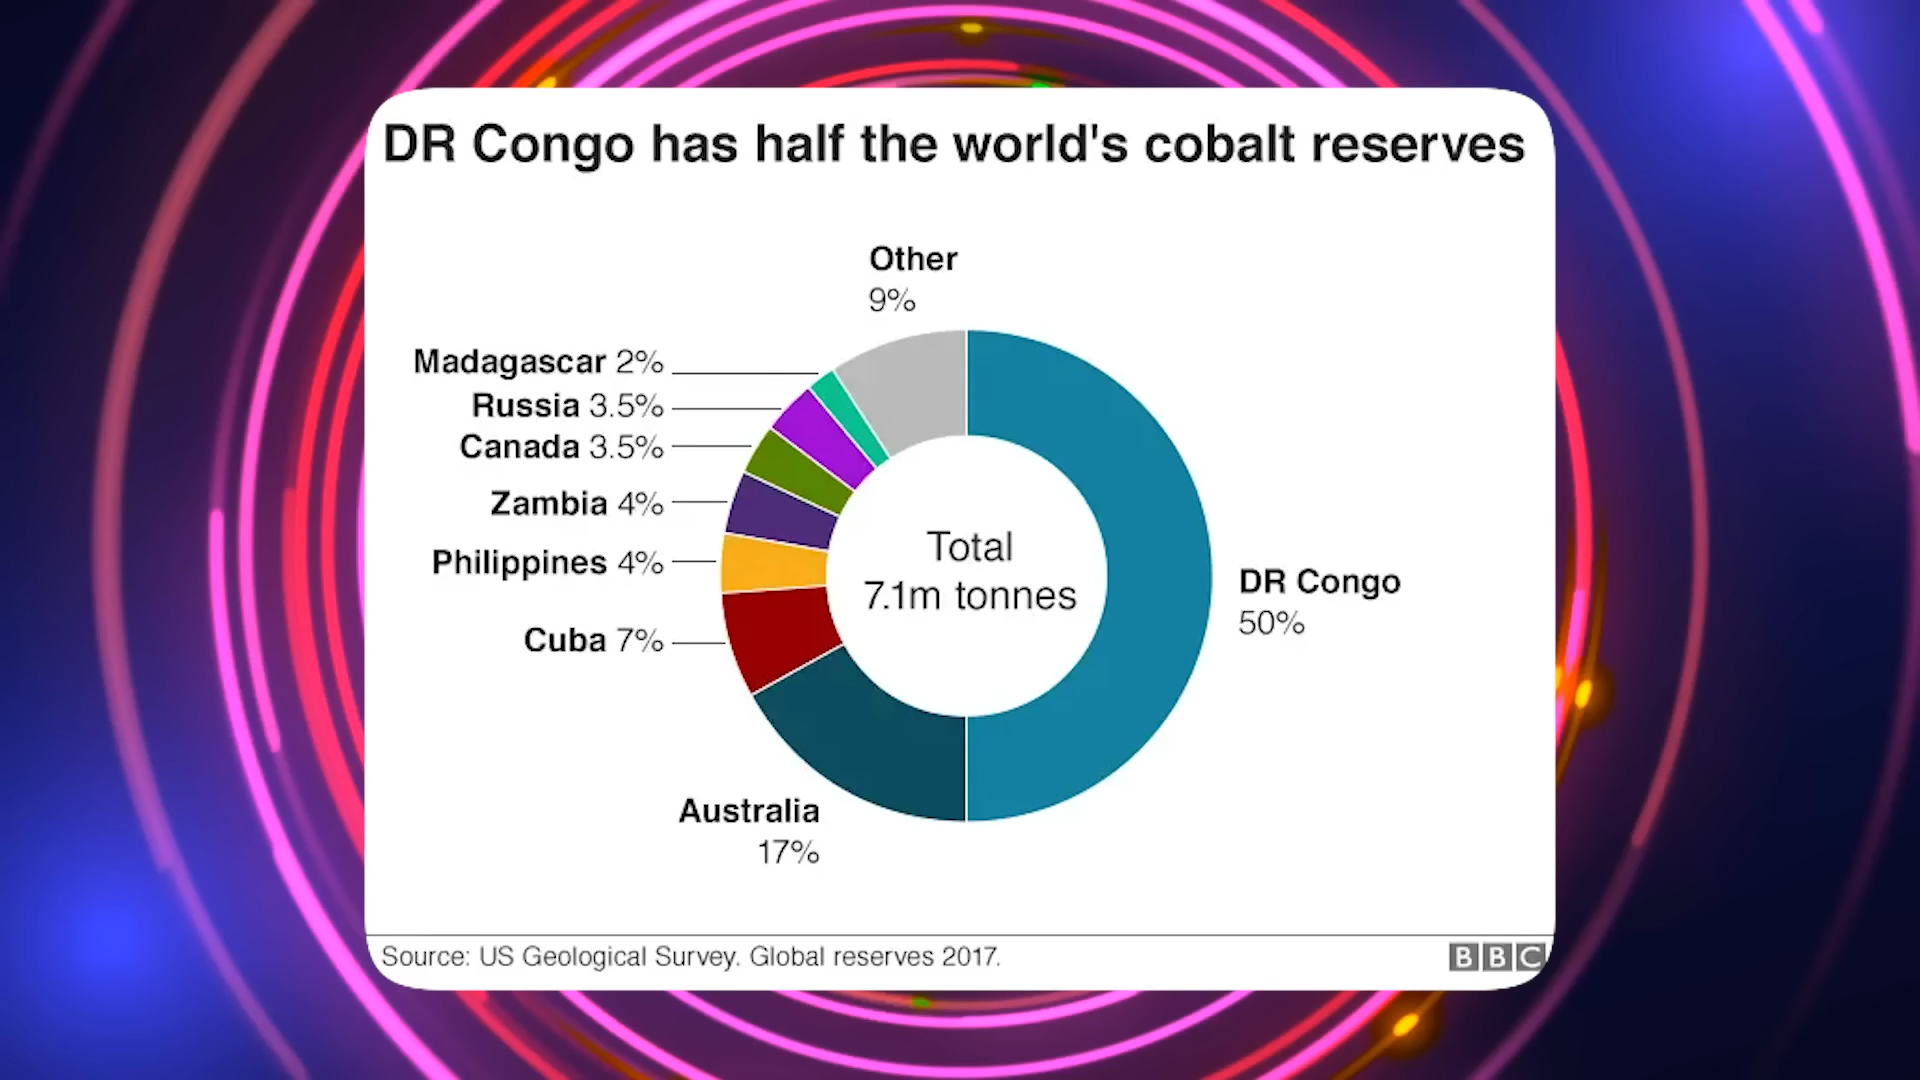 DR Congo has half the world's cobalt reserves
Other
9%
Madagascar 2%
Russia 3.5%
Canada 3.5%
Zambia 4%
Philippines 4%
Cuba 7%
Total
7.1m tonnes
DR Congo
50%
Australia
17%
Source: US Geological Survey. Global reserves 2017.
BBC